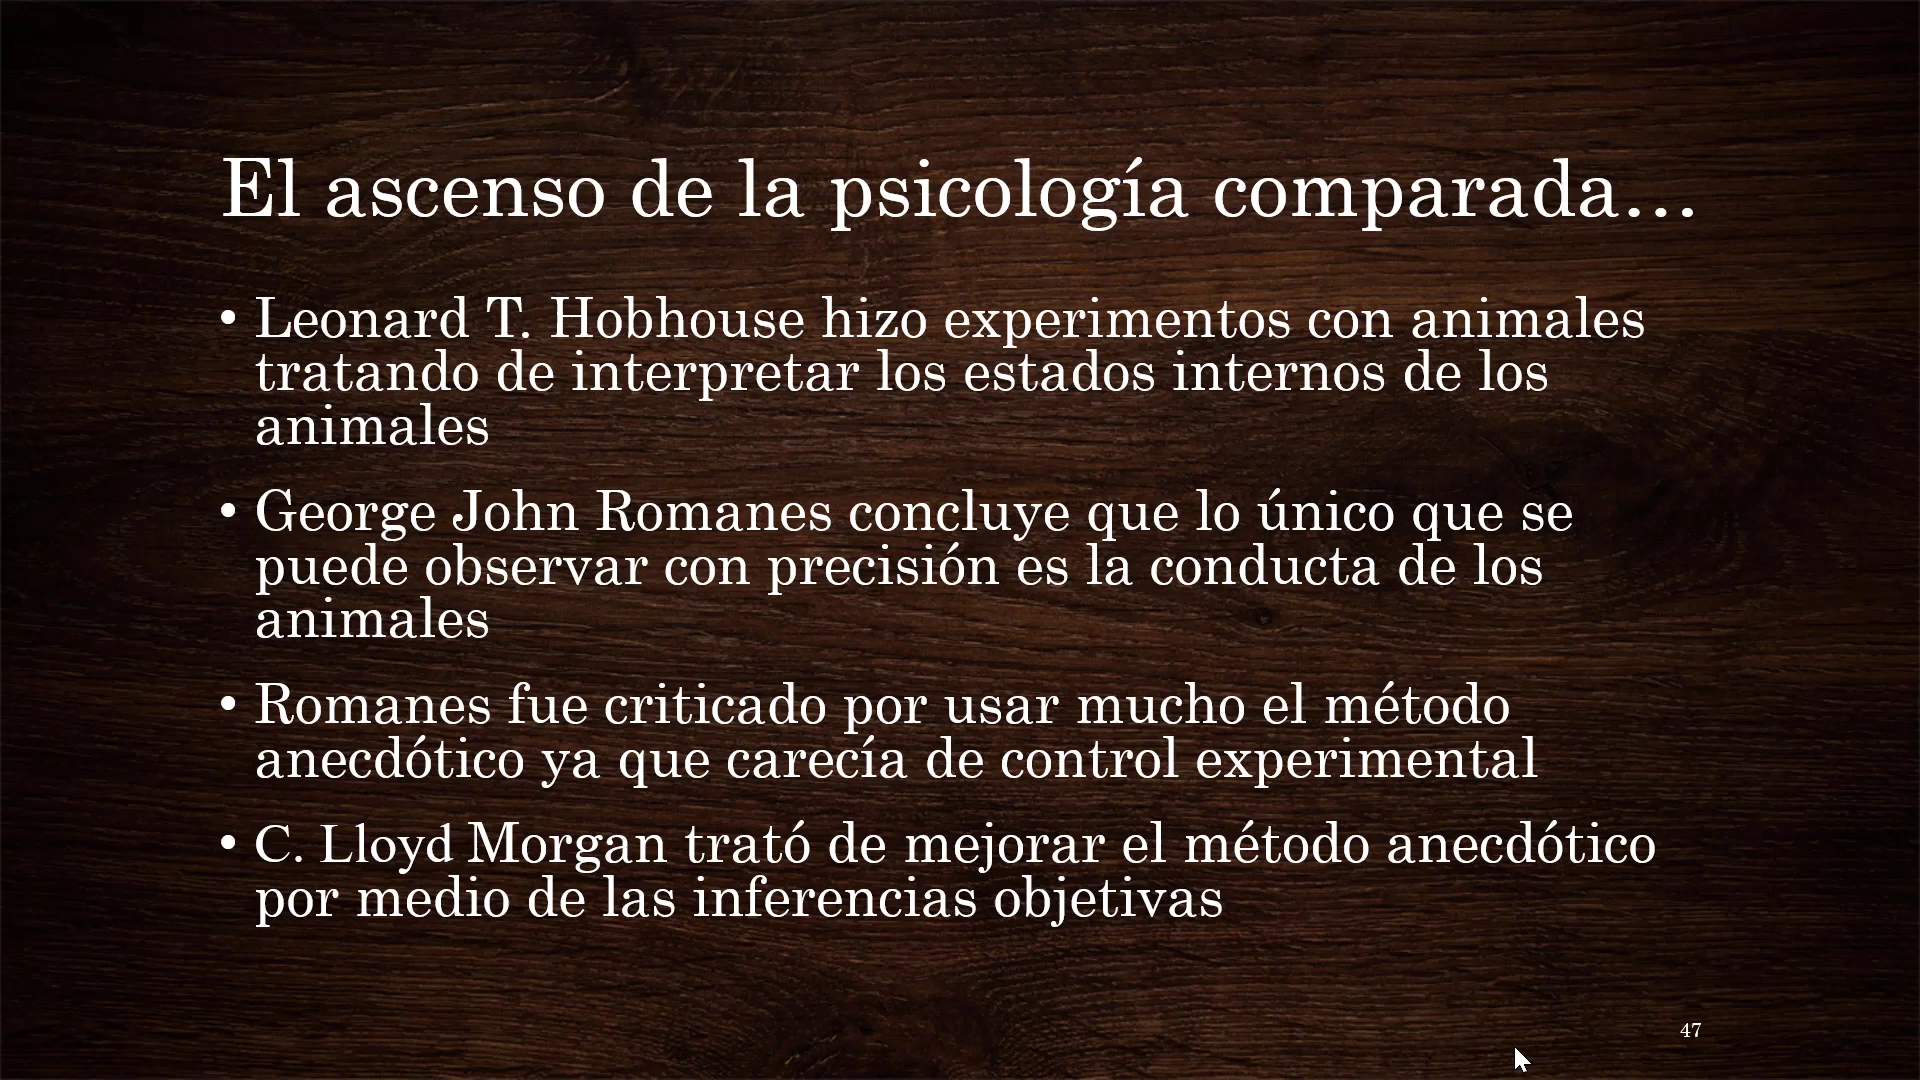 El ascenso de la psicología comparada…
• Leonard T. Hobhouse hizo experimentos con animales
tratando de interpretar los estados internos de los
animales
• George John Romanes concluye que lo único que se
puede observar con precisión es la conducta de los
animales
• Romanes fue criticado por usar mucho el método
anecdótico ya que carecía de control experimental
• C. Lloyd Morgan trató de mejorar el método anecdótico
por medio de las inferencias objetivas
47